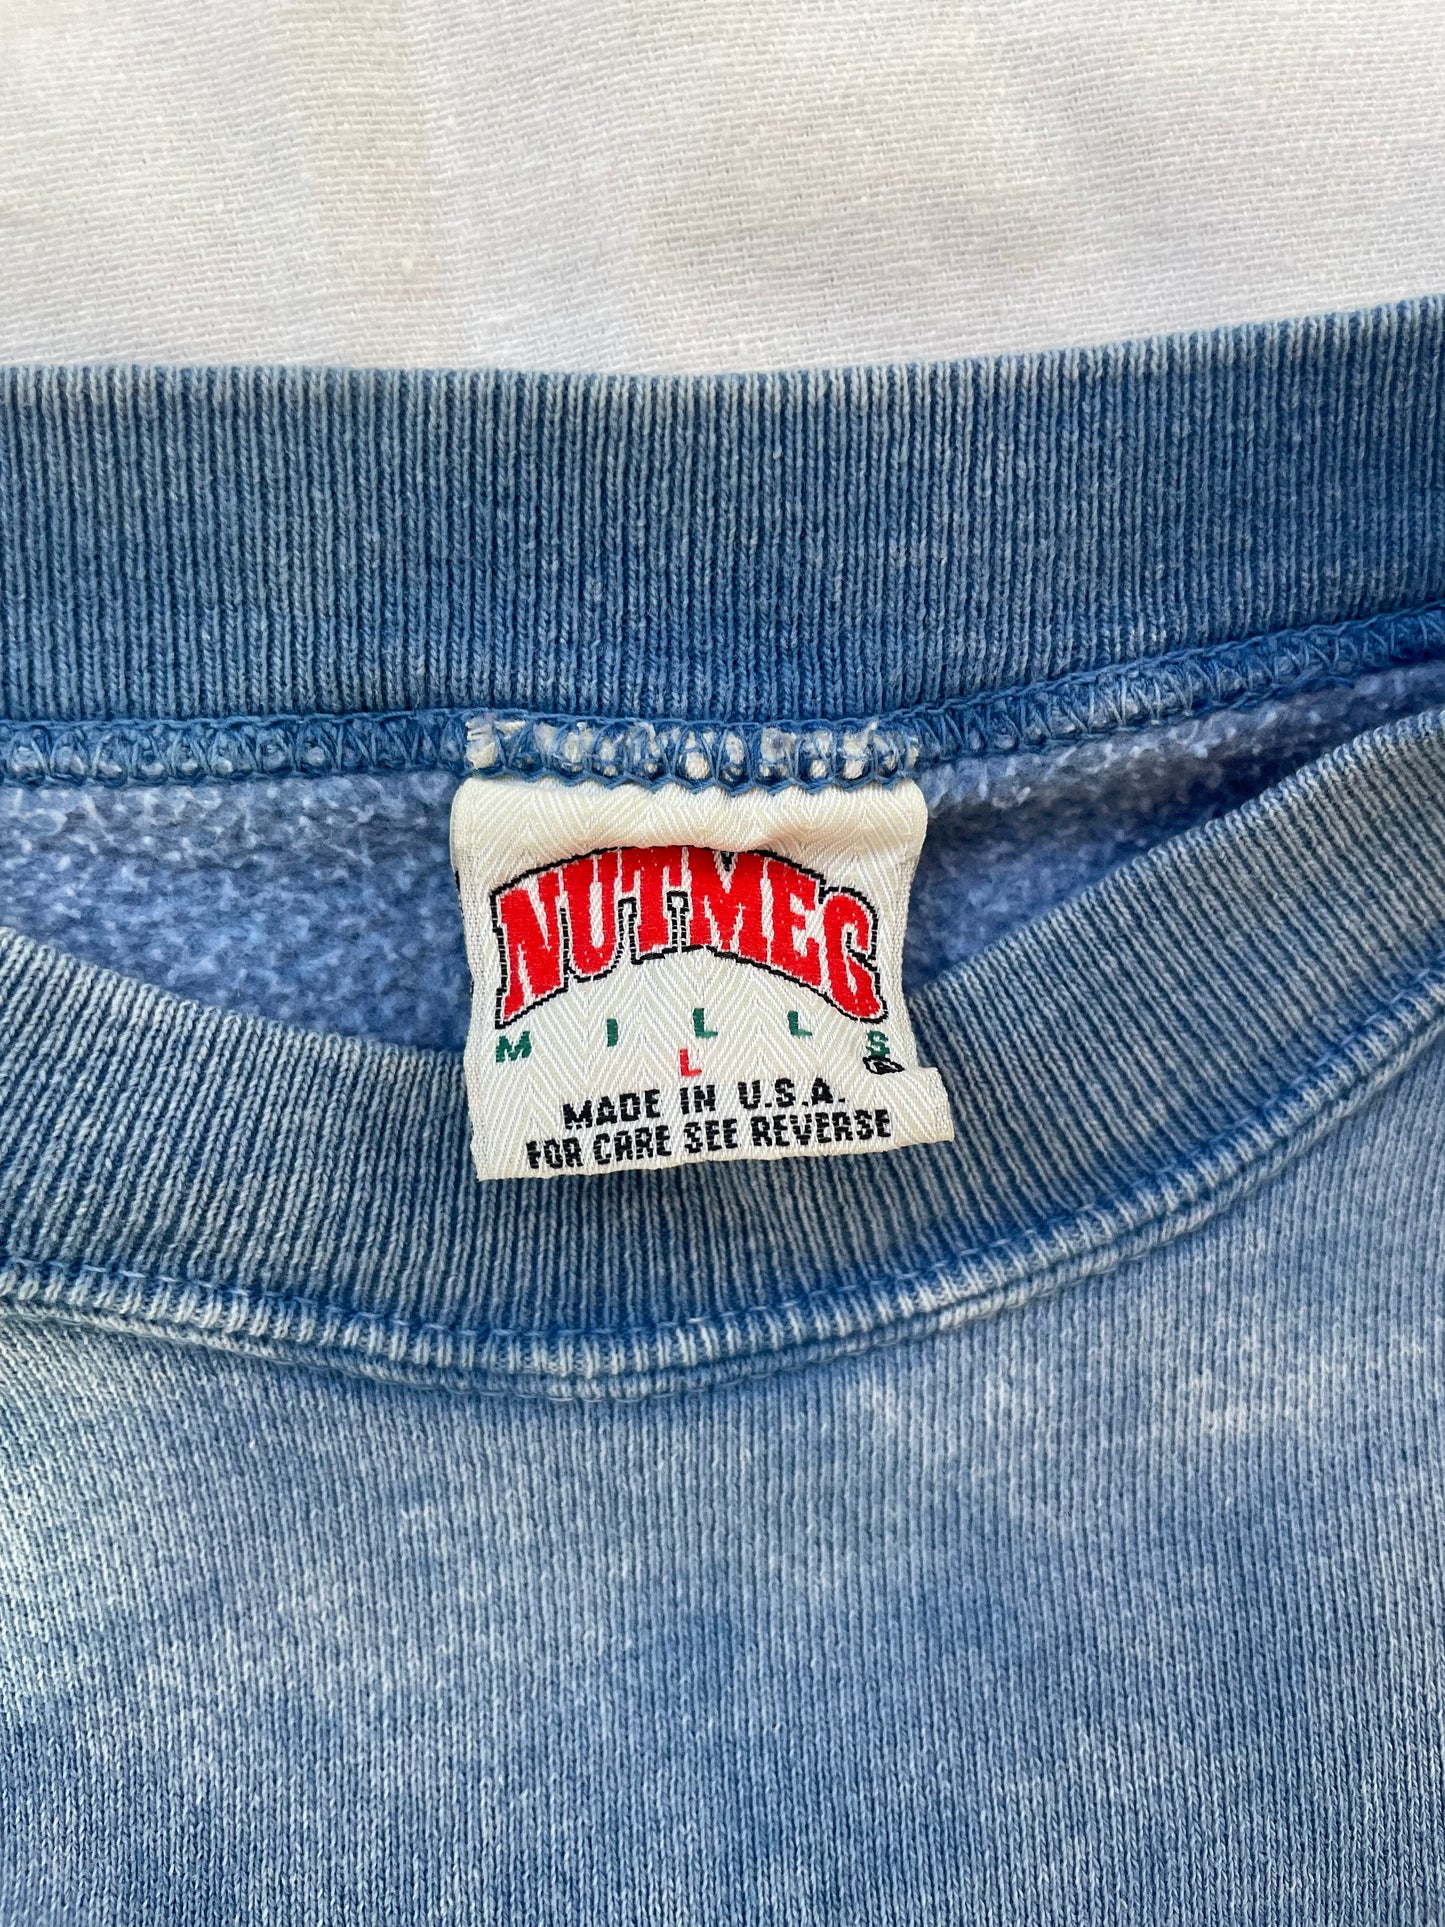 NUTMEG
MILLS
L
MADE IN U.S.A.
FOR CARE SEE REVERSE